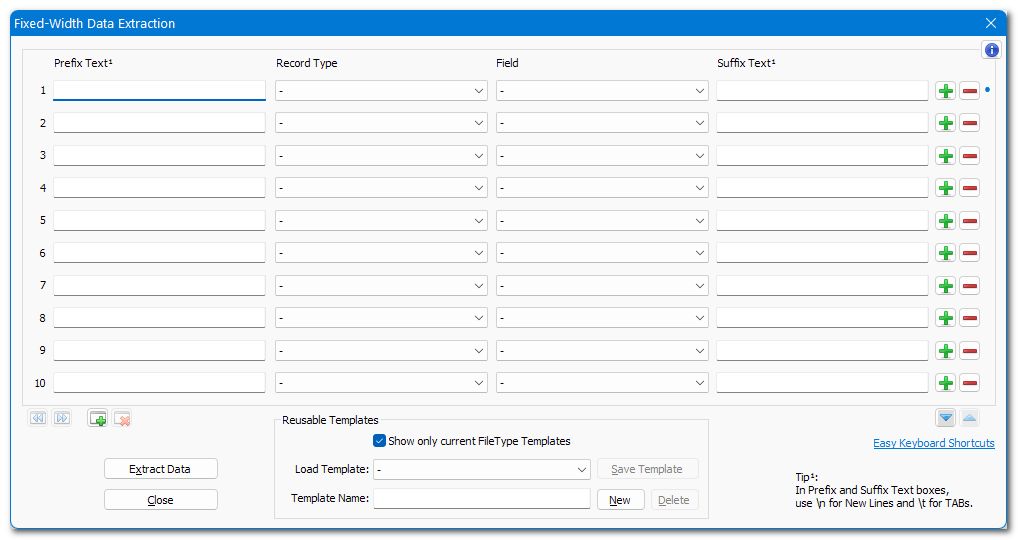 Fixed-Width Data Extraction
Prefix Text¹ Record Type Field Suffix Text¹
1 - -
2 - -
3 - -
4 - -
5 - -
6 - -
7 - -
8 - -
9 - -
10 - -
Reusable Templates
Show only current FileType Templates
Easy Keyboard Shortcuts
Extract Data
Load Template: - Save Template
Close
Template Name: New Delete
Tip¹:
In Prefix and Suffix Text boxes,
use \n for New Lines and \t for TABs.